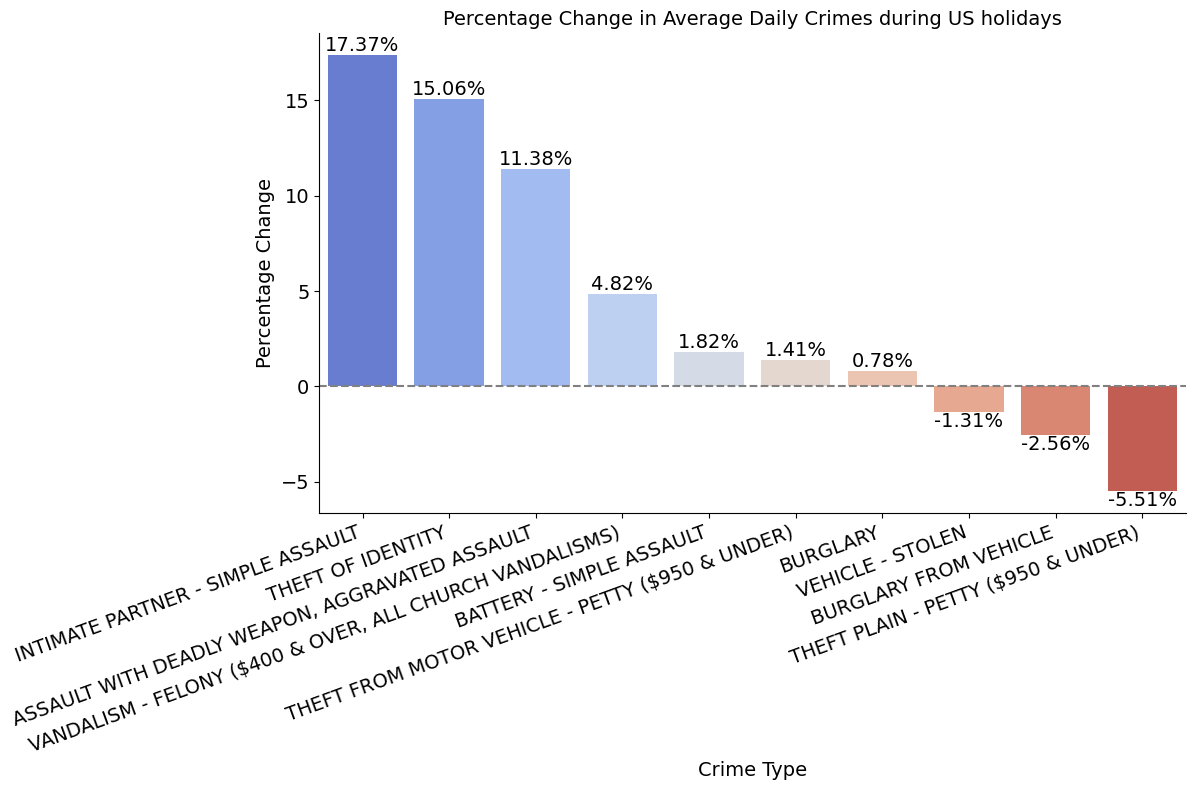 Percentage Change in Average Daily Crimes during US holidays
17.37%
15.06%
11.38%
4.82%
1.82%
1.41%
0.78%
-1.31%
-2.56%
-5.51%
Percentage Change
15
10
5
0
−5
INTIMATE PARTNER - SIMPLE ASSAULT
THEFT OF IDENTITY
ASSAULT WITH DEADLY WEAPON, AGGRAVATED ASSAULT
VANDALISM - FELONY ($400 & OVER, ALL CHURCH VANDALISMS)
BATTERY - SIMPLE ASSAULT
THEFT FROM MOTOR VEHICLE - PETTY ($950 & UNDER)
BURGLARY
VEHICLE - STOLEN
BURGLARY FROM VEHICLE
THEFT PLAIN - PETTY ($950 & UNDER)
Crime Type